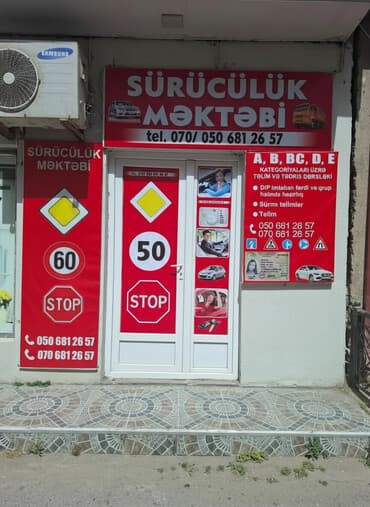 SAMSUNG
SÜRÜCÜLÜK
MƏKTƏBİ
tel. 070/ 050 681 26 57
SÜRÜCÜLÜK
MƏKTƏBİ
60
STOP
050 681 26 57
070 681 26 57
50
STOP
A, B, BC, D, E
KATEGORİYALARI ÜZRƏ
TƏLİM VƏ TƏDRİS DƏRSLƏRİ
DİP imtahan fərdi və qrup
halında hazırlıq
Sürmə təlimlər
Təlim
050 681 26 57
070 681 26 57